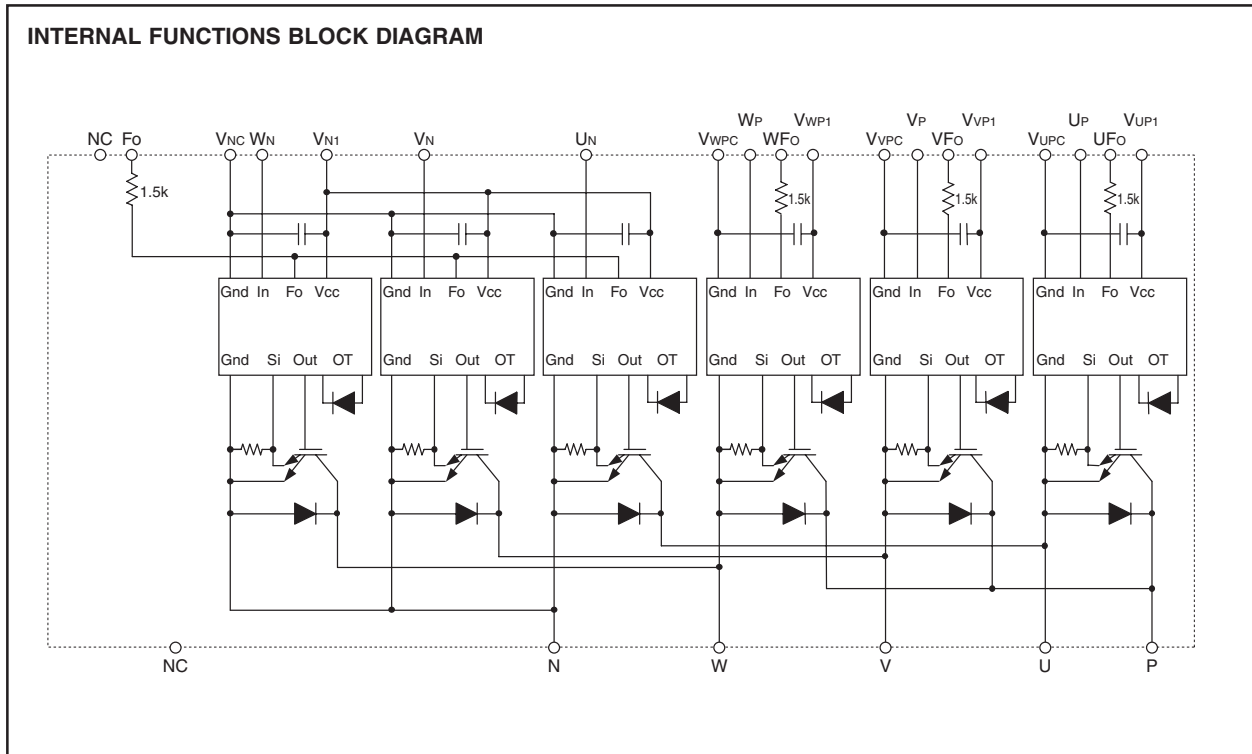 INTERNAL FUNCTIONS BLOCK DIAGRAM
WP VWP1 VP VVP1 UP VUP1
NC FO VNC WN VN1 VN UN VWPC WFO VVPC VFO VUPC UFO
1.5k 1.5k 1.5k 1.5k
Gnd In Fo Vcc Gnd In Fo Vcc Gnd In Fo Vcc Gnd In Fo Vcc Gnd In Fo Vcc Gnd In Fo Vcc
Gnd Si Out OT Gnd Si Out OT Gnd Si Out OT Gnd Si Out OT Gnd Si Out OT Gnd Si Out OT
NC N W V U P